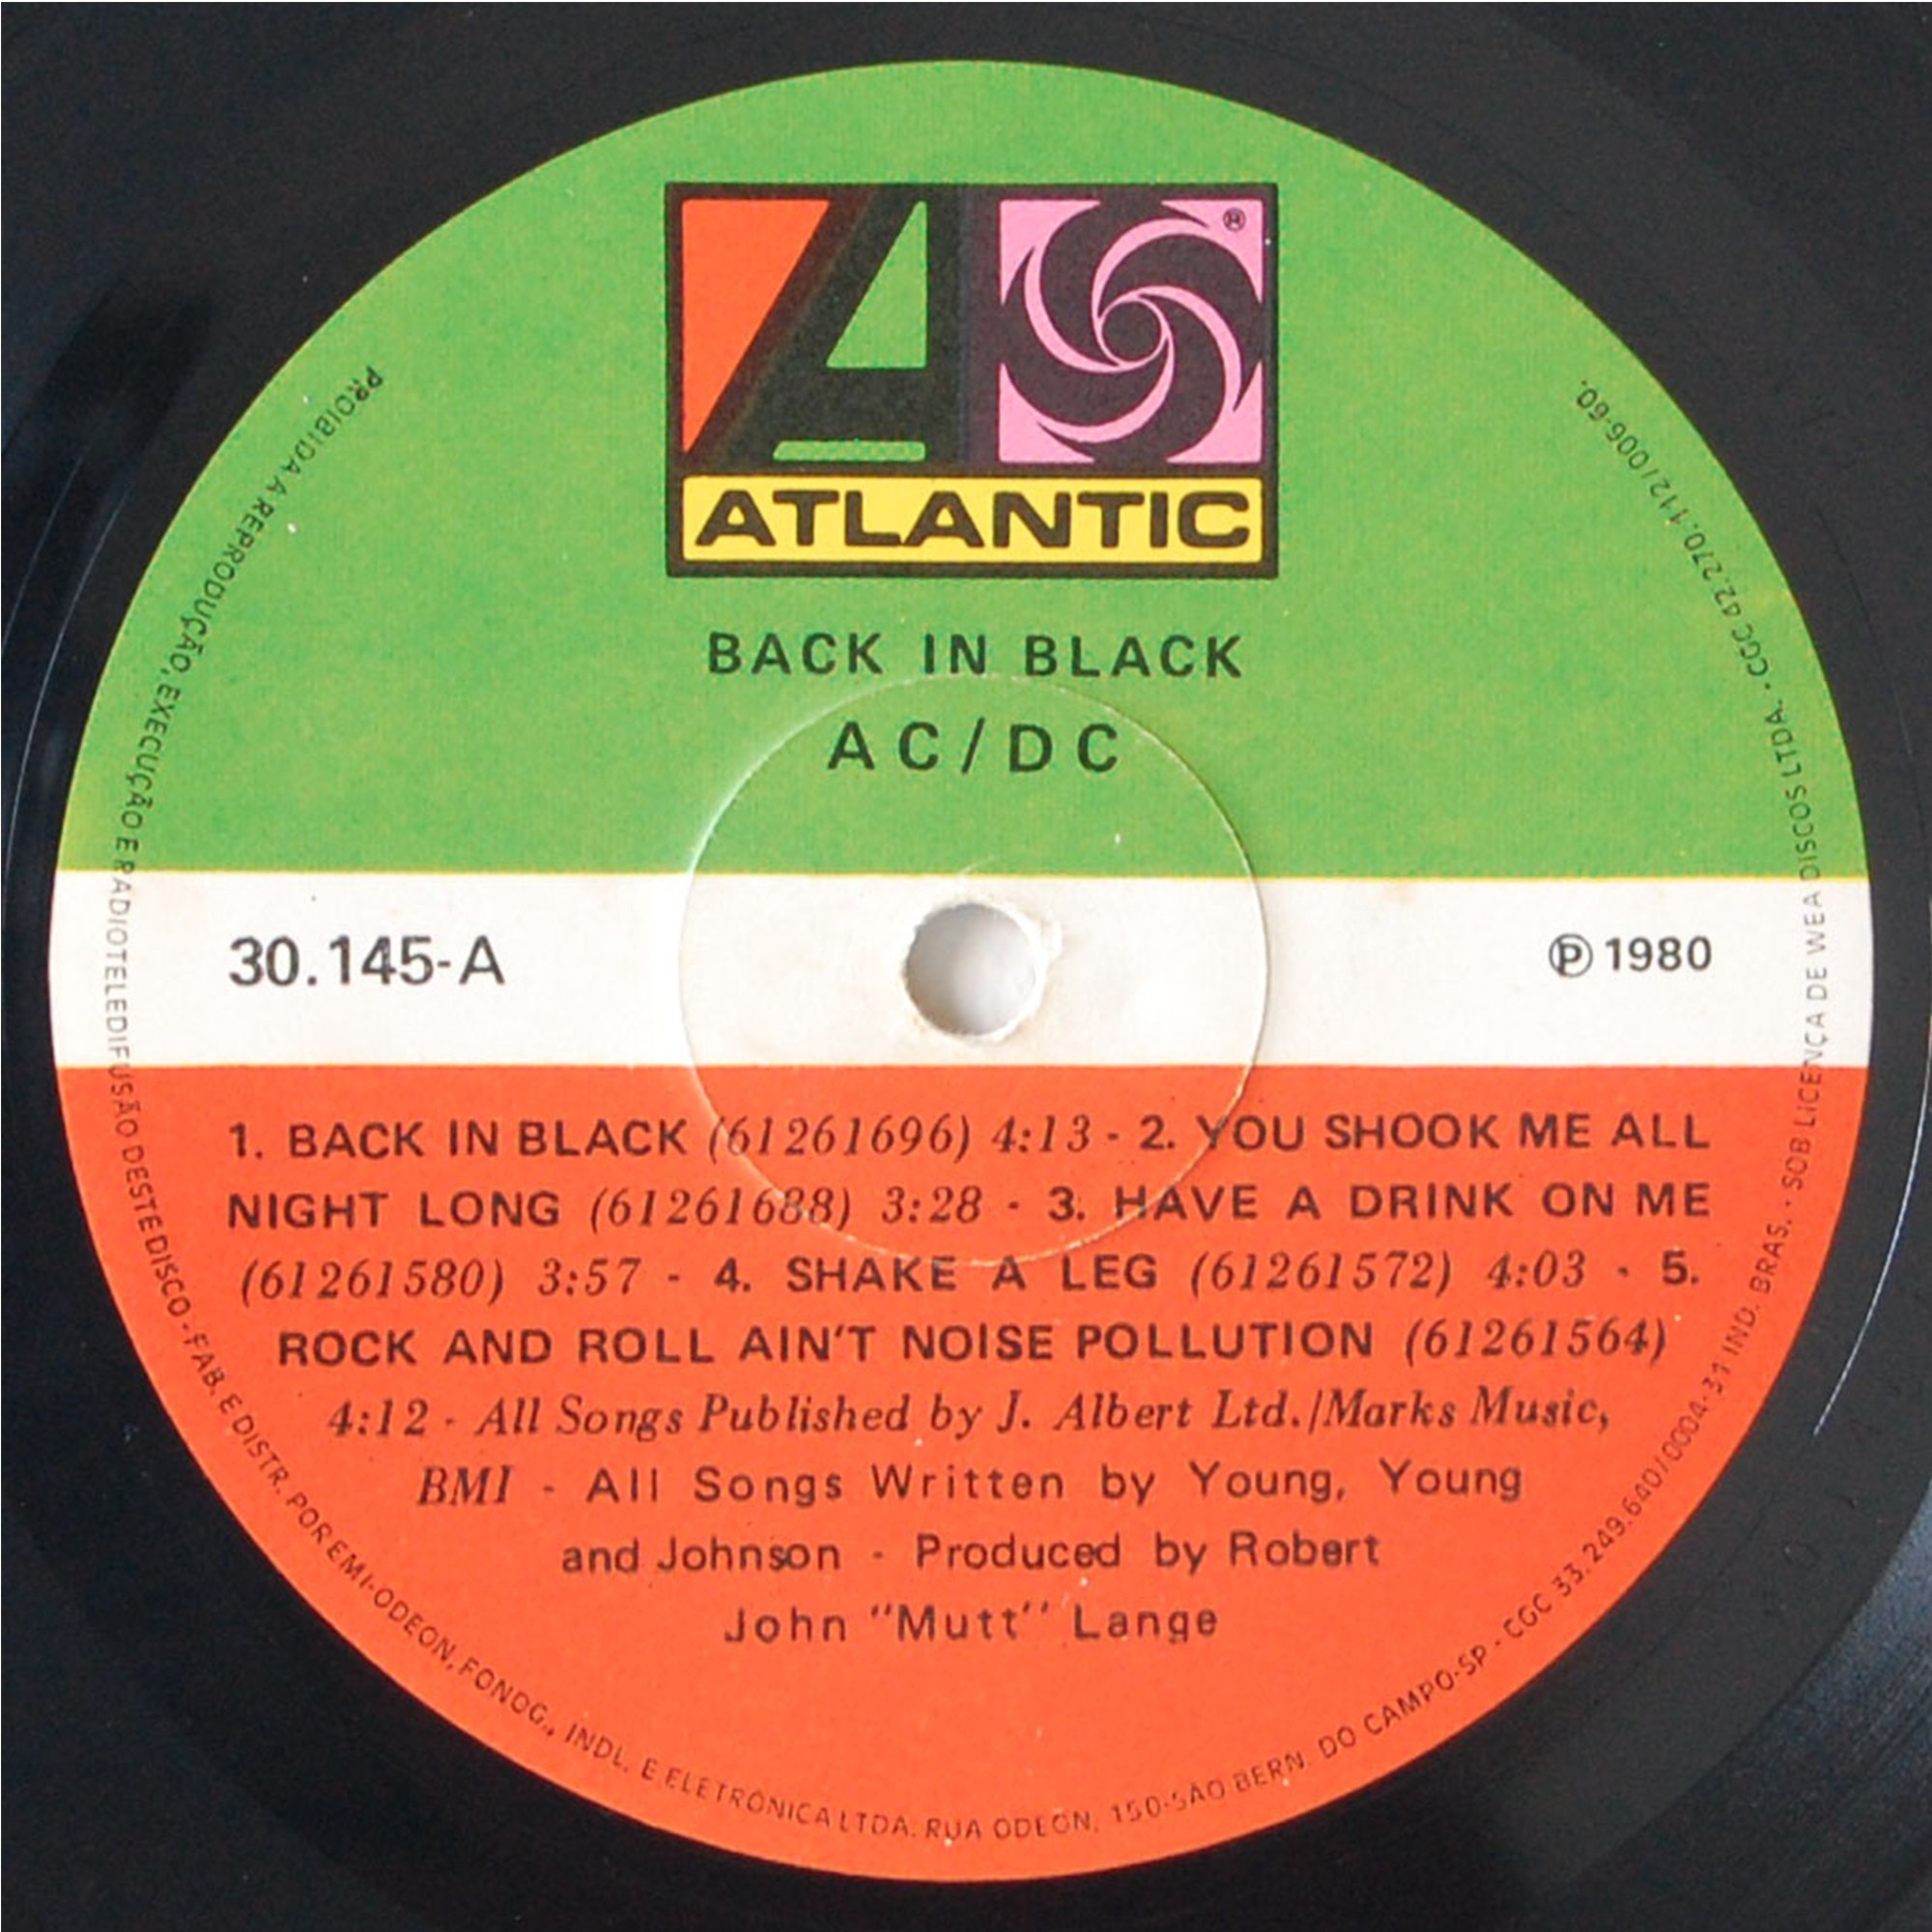 ®
ATLANTIC
BACK IN BLACK
AC/DC
30.145-A
Ⓟ 1980
1. BACK IN BLACK (61261696) 4:13 - 2. YOU SHOOK ME ALL
NIGHT LONG (61261688) 3:28 - 3. HAVE A DRINK ON ME
(61261580) 3:57 - 4. SHAKE A LEG (61261572) 4:03 - 5.
ROCK AND ROLL AIN'T NOISE POLLUTION (61261564)
4:12 - All Songs Published by J. Albert Ltd./Marks Music,
BMI - All Songs Written by Young, Young
and Johnson - Produced by Robert
John "Mutt" Lange
PROIBIDA A REPRODUÇÃO, EXECUÇÃO E RADIOTELEDIFUSÃO DESTE DISCO - FAB. E DISTR. POR EMI-ODEON, FONOG., INDL. E ELETRÔNICA LTDA. RUA ODEON, 150-SÃO BERN. DO CAMPO-SP - CGC 33.249.640/0004-31 IND. BRAS. - SOB LICENÇA DE WEA DISCOS LTDA. - CGC 42.270.112/006-60.